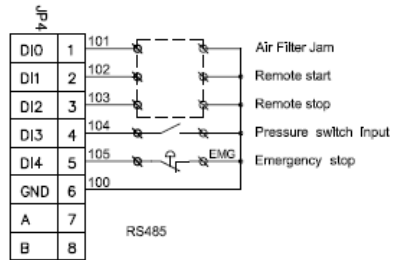 JP4
DI0 1 101 Air Filter Jam
DI1 2 102 Remote start
DI2 3 103 Remote stop
DI3 4 104 Pressure switch Input
DI4 5 105 EMG Emergency stop
GND 6 100
A 7 RS485
B 8